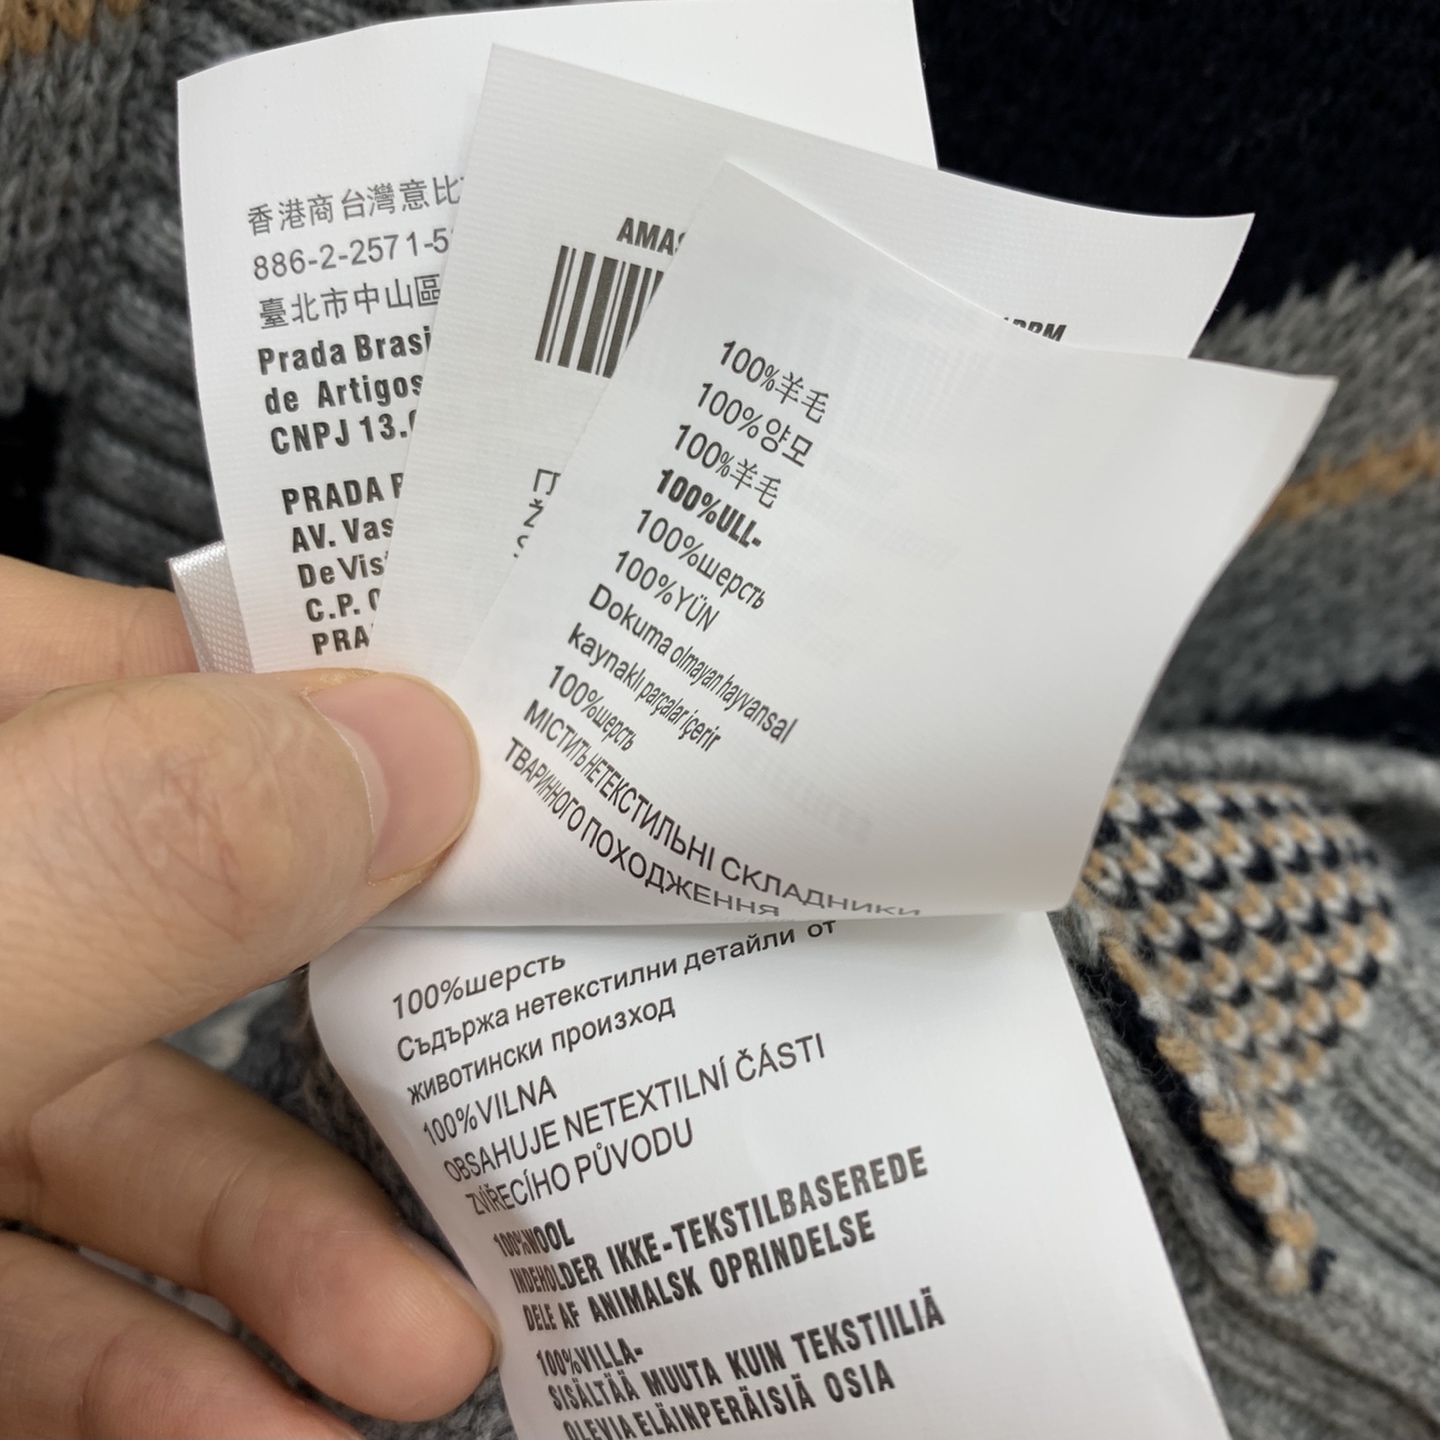 香港商台灣意比
886-2-2571-5
臺北市中山區
Prada Brasi
de Artigos
CNPJ 13.
PRADA
AV. Vas
De Vis
C.P.
PRA
AMAS
100%羊毛
100%양모
100%羊毛
100%ULL-
100%шерсть
100%YÜN
Dokuma olmayan hayvansal
kaynaklı parçalar içerir
100%шерсть
МІСТИТЬ НЕТЕКСТИЛЬНІ СКЛАДНИКИ
ТВАРИННОГО ПОХОДЖЕННЯ
100%шерсть
Съдържа нетекстилни детайли от
животински произход
100%VILNA
OBSAHUJE NETEXTILNÍ ČÁSTI
ZVÍŘECÍHO PŮVODU
100%WOOL
INDEHOLDER IKKE-TEKSTILBASEREDE
DELE AF ANIMALSK OPRINDELSE
100%VILLA-
SISÄLTÄÄ MUUTA KUIN TEKSTIILIÄ
OLEVIA ELÄINPERÄISIÄ OSIA